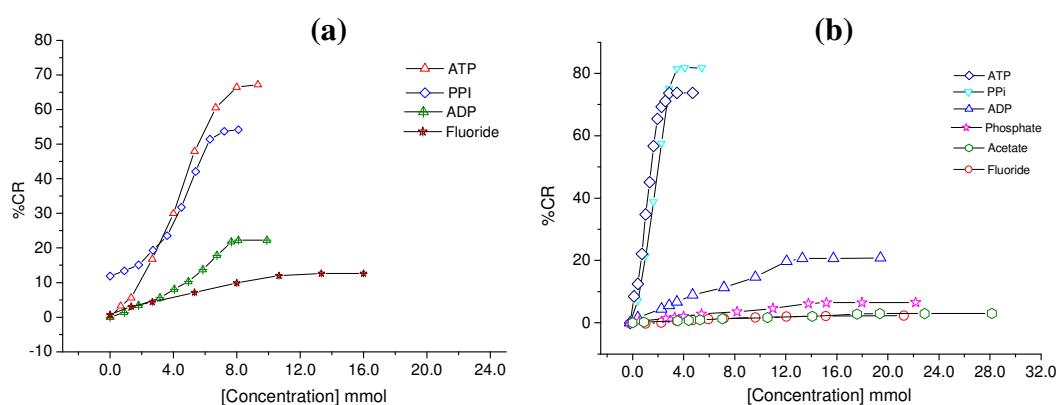 (a)
80
70
60
50
40
30
20
10
0
-10
%CR
ATP
PPI
ADP
Fluoride
0.0 4.0 8.0 12.0 16.0 20.0 24.0
[Concentration] mmol
(b)
80
60
40
20
0
%CR
ATP
PPi
ADP
Phosphate
Acetate
Fluoride
0.0 4.0 8.0 12.0 16.0 20.0 24.0 28.0 32.0
[Concentration] mmol